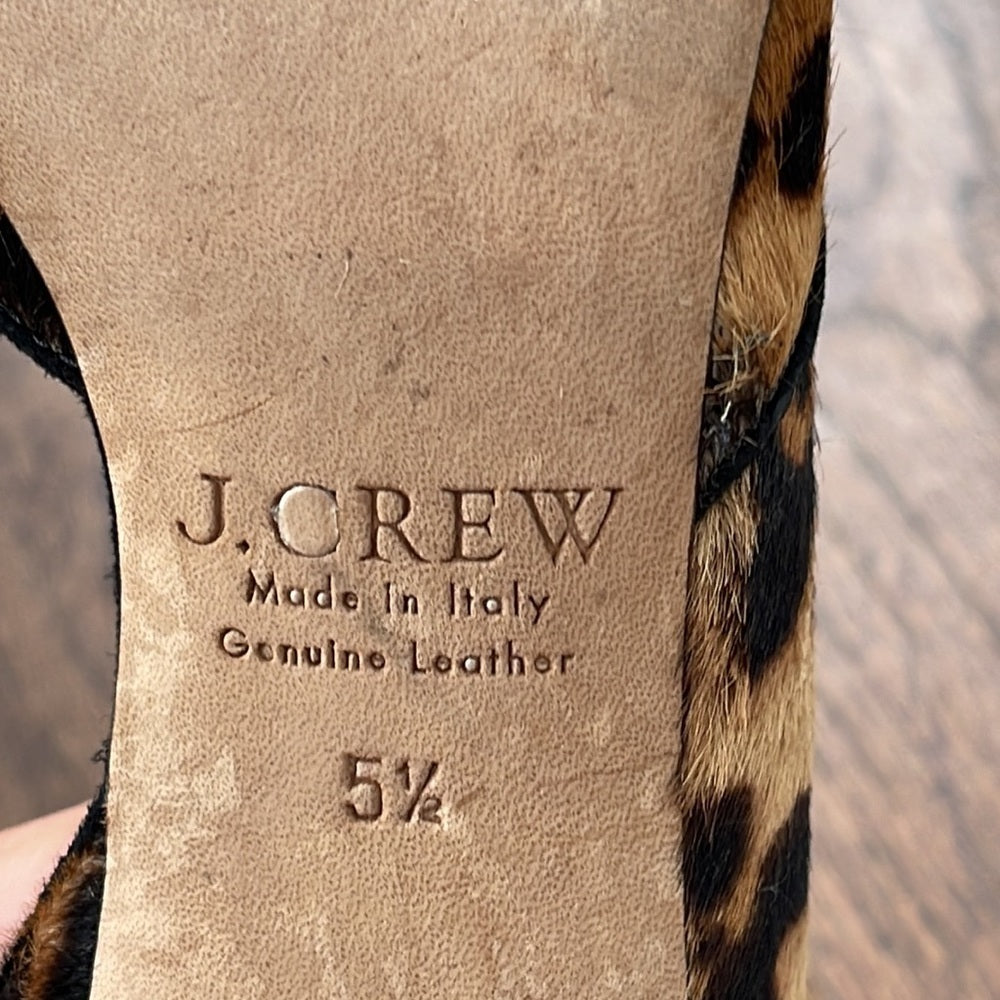 J.CREW
Made in Italy
Genuine Leather
5½